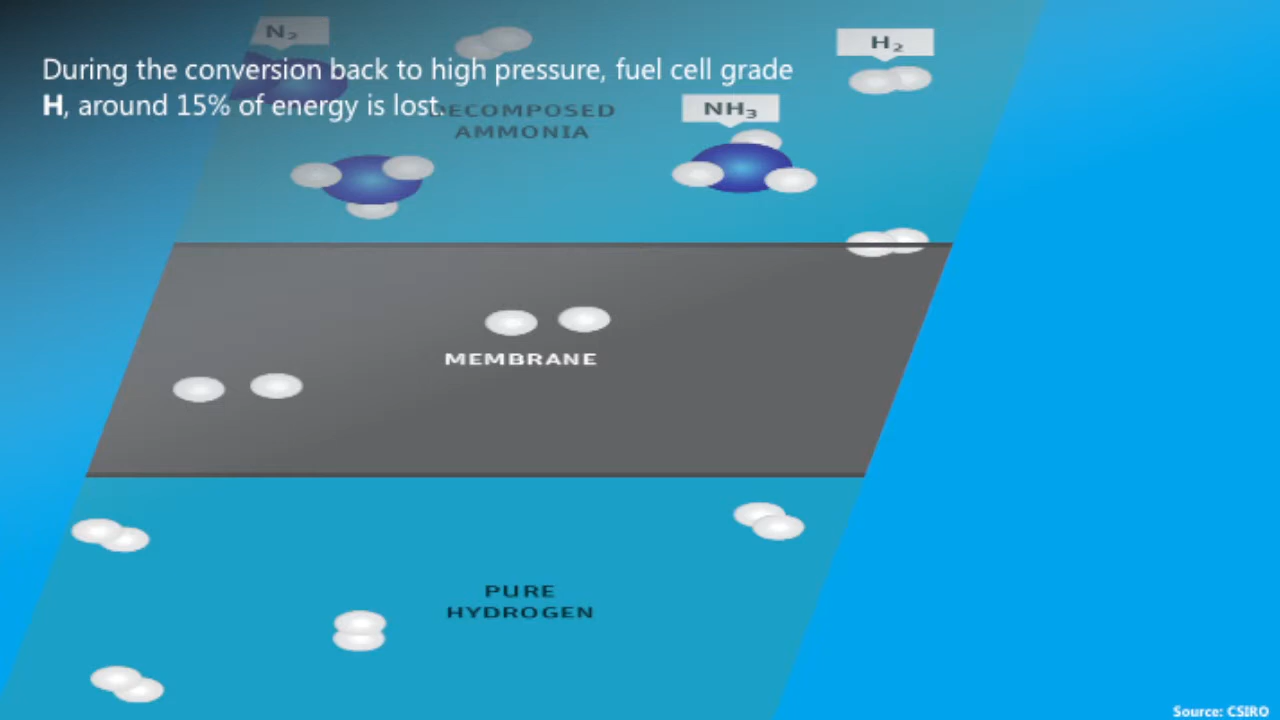 N₂
H₂
During the conversion back to high pressure, fuel cell grade
H, around 15% of energy is lost.
DECOMPOSED
AMMONIA
NH₃
MEMBRANE
PURE
HYDROGEN
Source: CSIRO